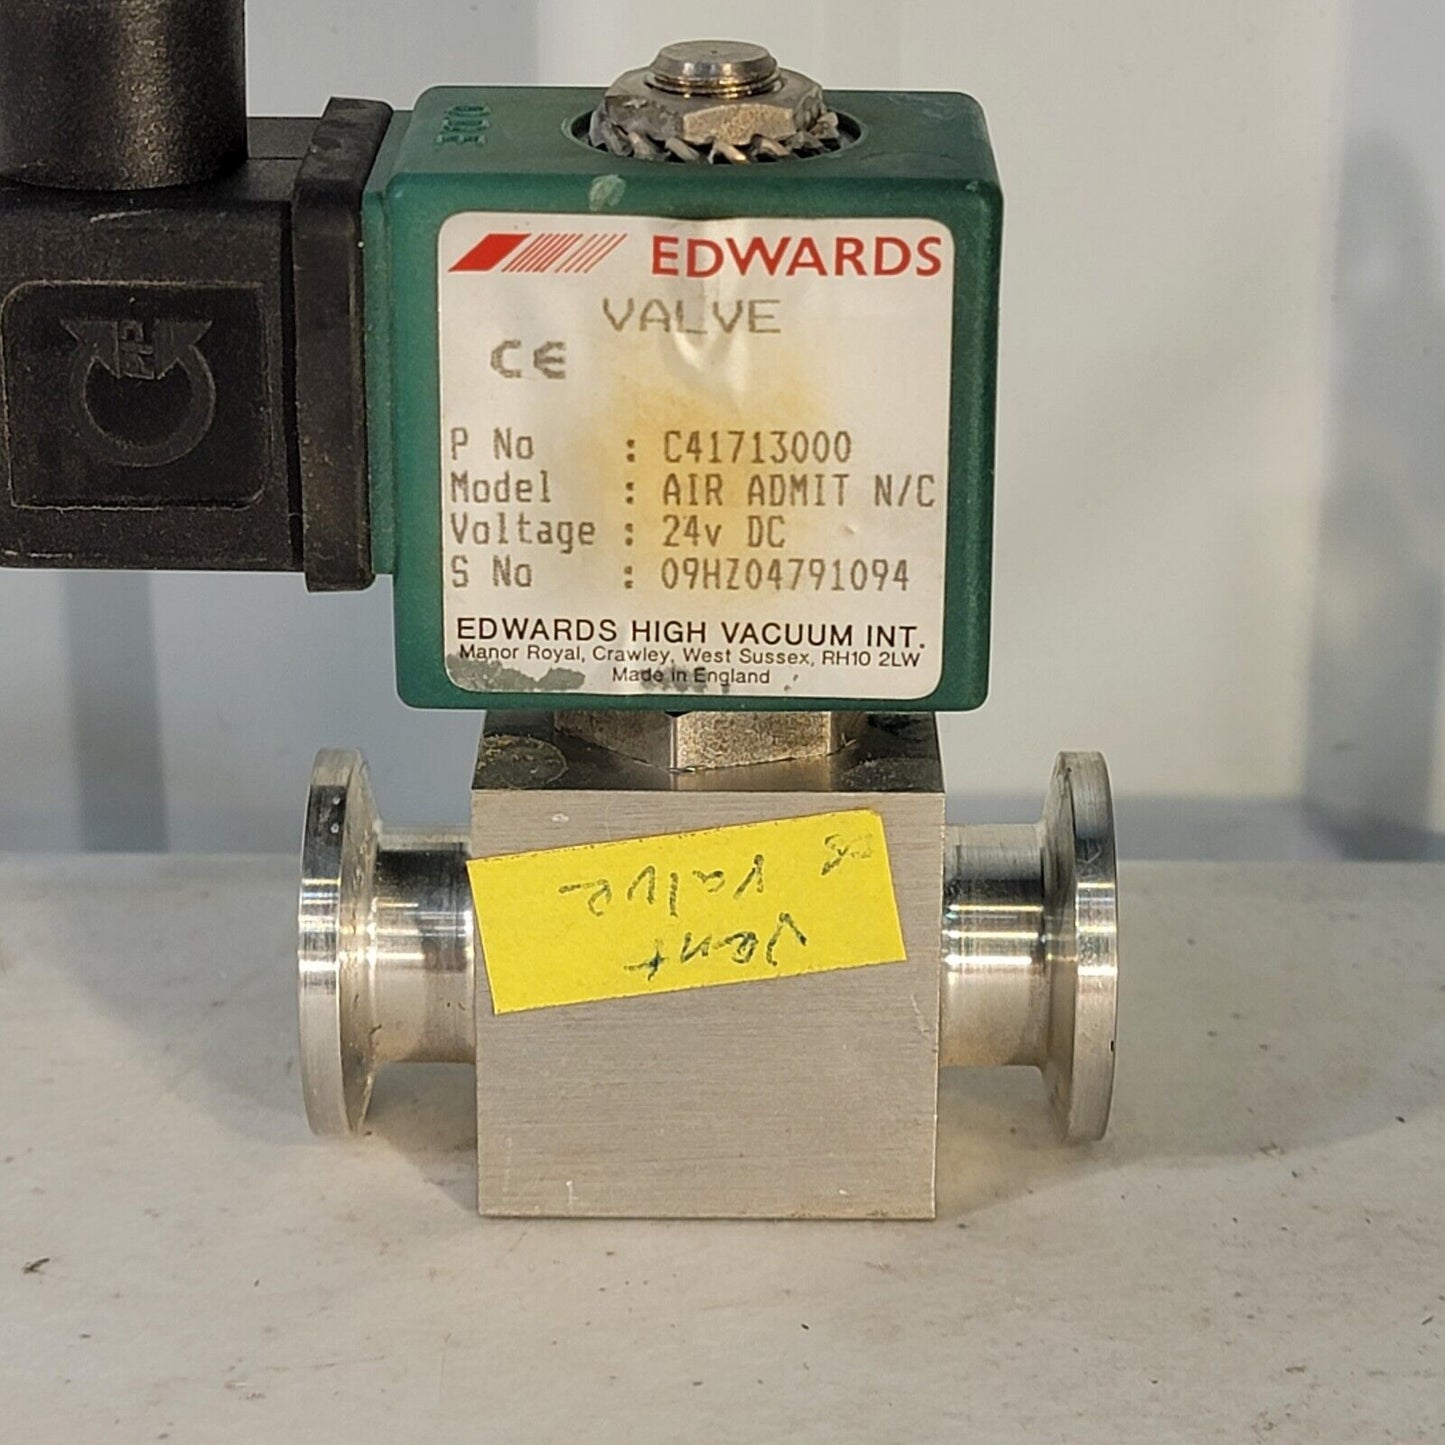 EDWARDS
VALVE
CE
P No : C41713000
Model : AIR ADMIT N/C
Voltage : 24v DC
S No : 09HZ04791094
EDWARDS HIGH VACUUM INT.
Manor Royal, Crawley, West Sussex, RH10 2LW
Made in England
Vent
Valve